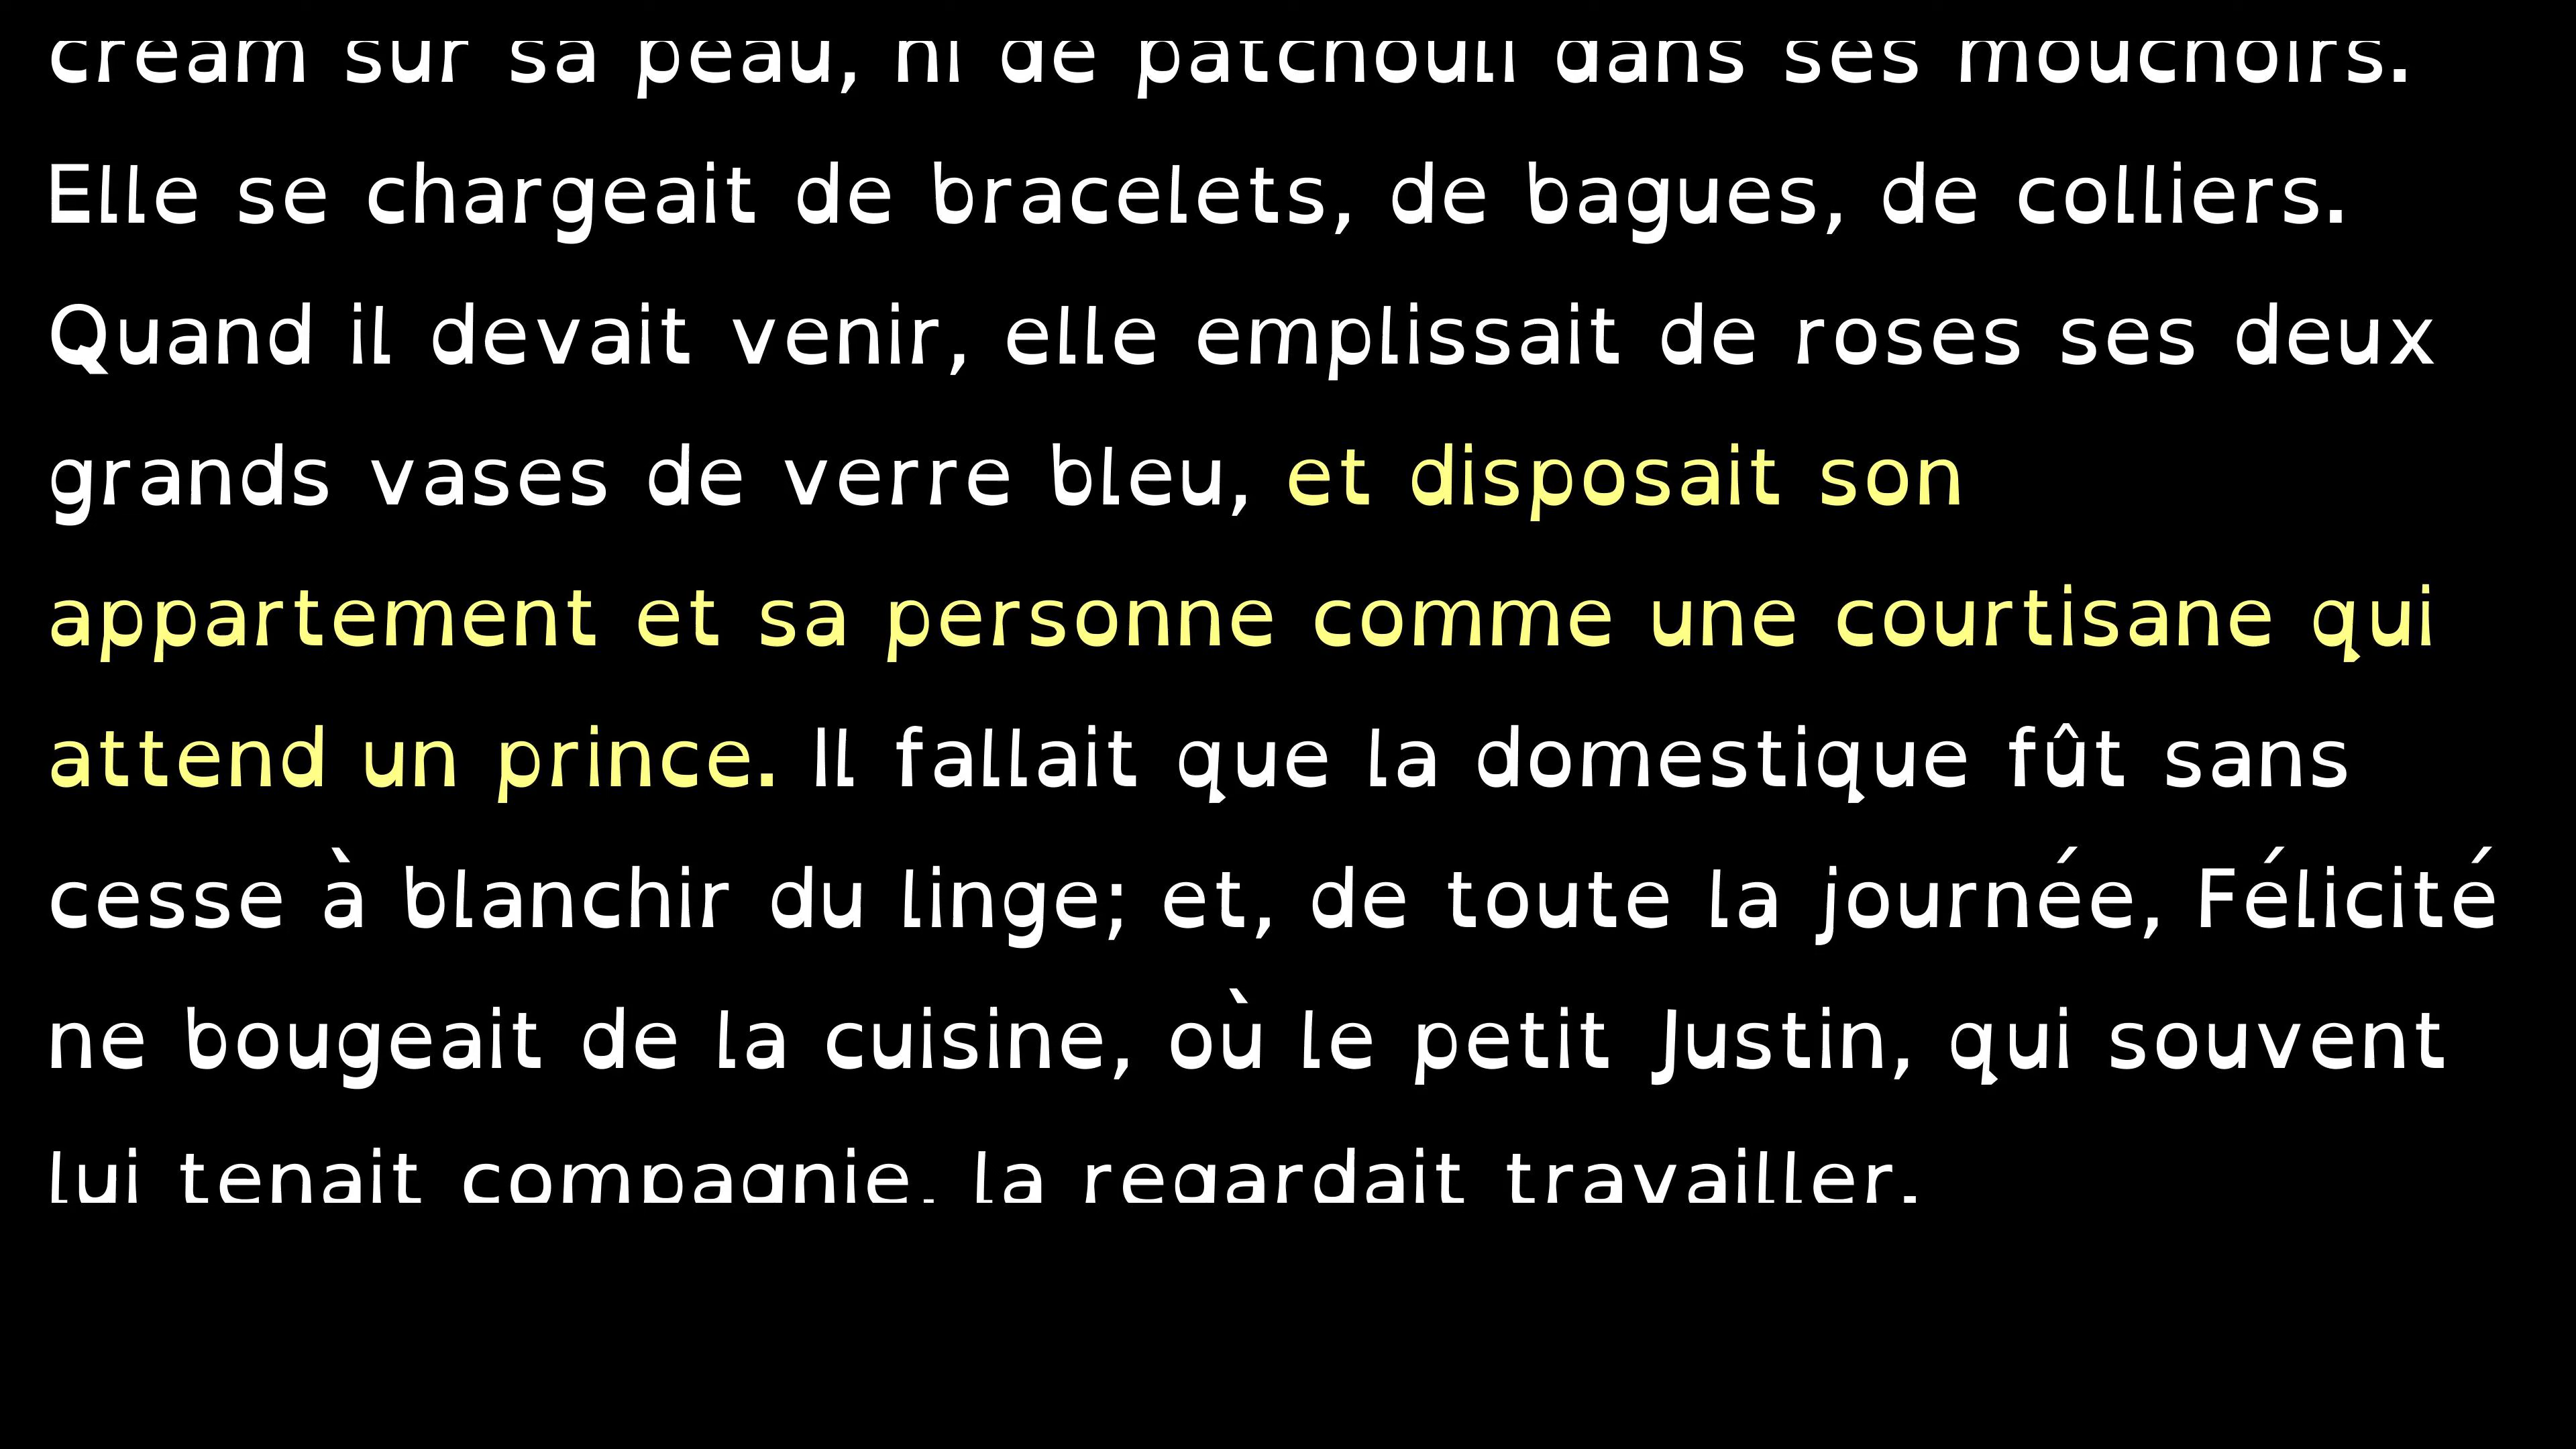 cream sur sa peau, ni de patchouli dans ses mouchoirs.
Elle se chargeait de bracelets, de bagues, de colliers.
Quand il devait venir, elle emplissait de roses ses deux
grands vases de verre bleu, et disposait son
appartement et sa personne comme une courtisane qui
attend un prince. Il fallait que la domestique fût sans
cesse à blanchir du linge; et, de toute la journée, Félicité
ne bougeait de la cuisine, où le petit Justin, qui souvent
lui tenait compagnie, la regardait travailler.